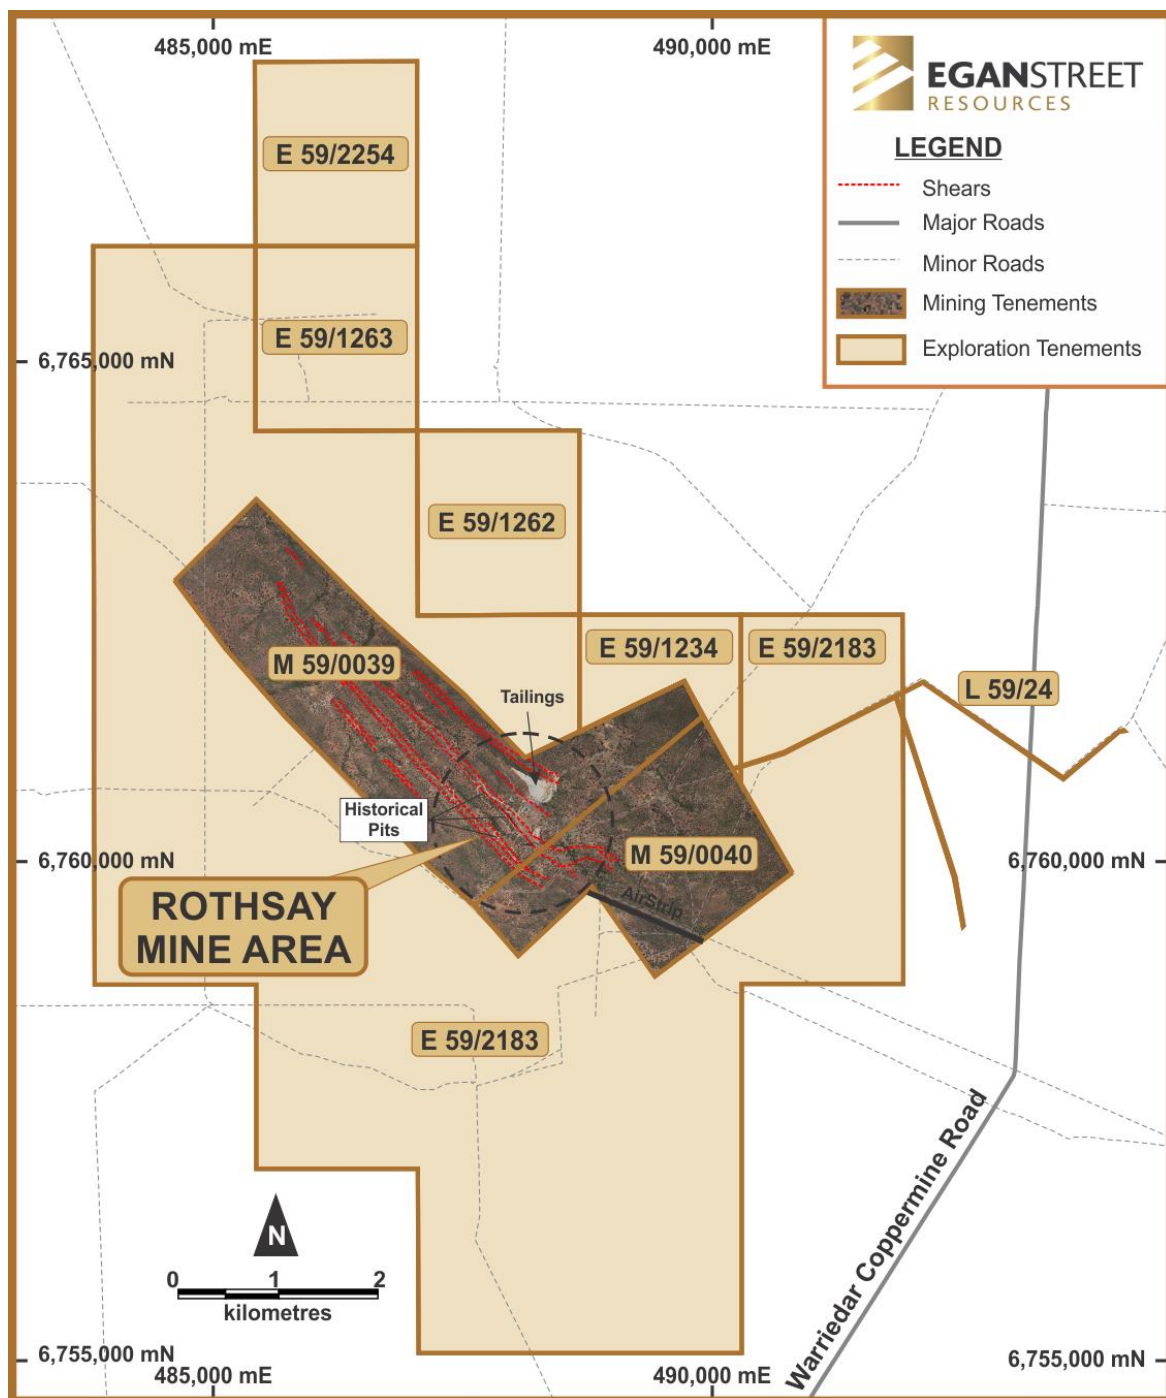 485,000 mE
490,000 mE
EGANSTREET
RESOURCES
LEGEND
Shears
Major Roads
Minor Roads
Mining Tenements
Exploration Tenements
E 59/2254
E 59/1263
6,765,000 mN
E 59/1262
E 59/1234
E 59/2183
M 59/0039
L 59/24
Tailings
Historical
Pits
M 59/0040
6,760,000 mN
6,760,000 mN
AirStrip
ROTHSAY
MINE AREA
E 59/2183
Warriedar Coppermine Road
N
0 1 2
kilometres
6,755,000 mN
6,755,000 mN
485,000 mE
490,000 mE